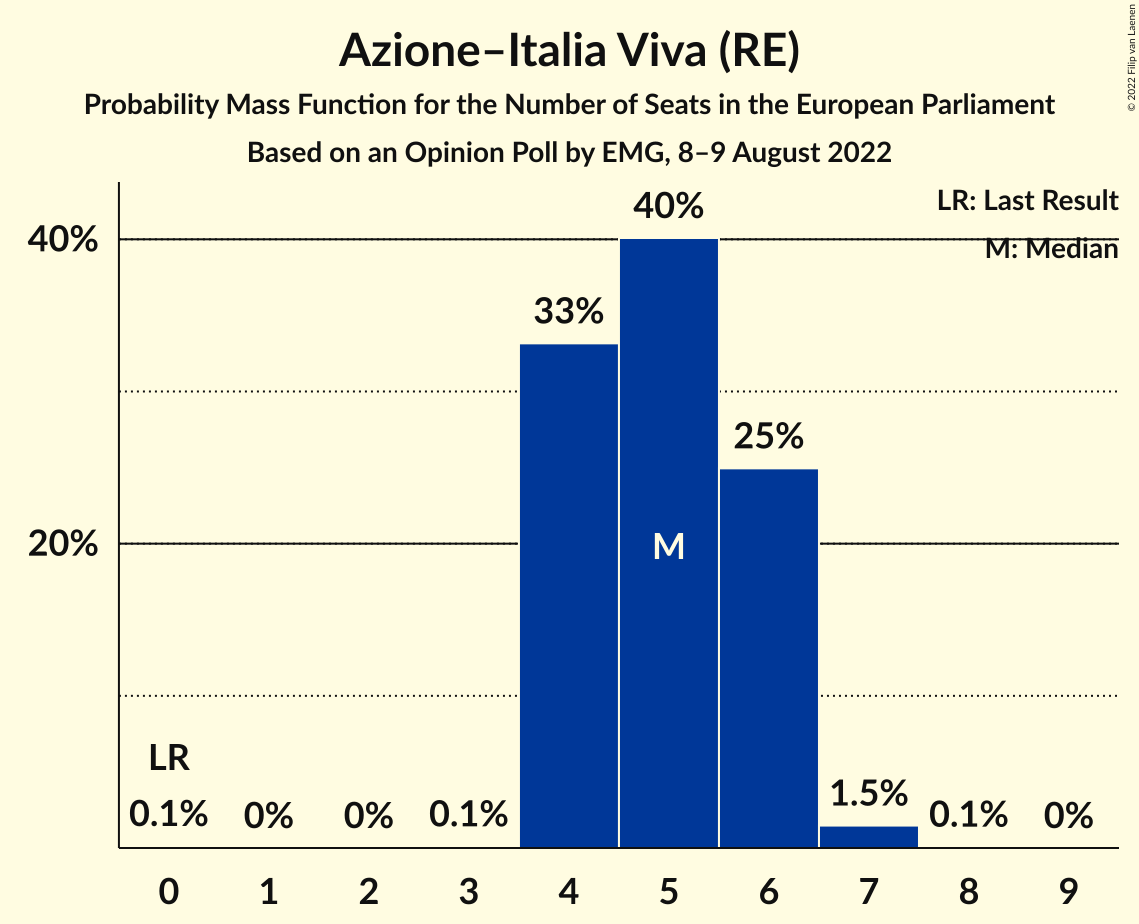 Azione–Italia Viva (RE)
Probability Mass Function for the Number of Seats in the European Parliament
Based on an Opinion Poll by EMG, 8–9 August 2022
© 2022 Filip van Laenen
LR: Last Result
M: Median
40%
20%
LR
0.1%
0%
0%
0.1%
33%
40%
M
25%
1.5%
0.1%
0%
0 1 2 3 4 5 6 7 8 9